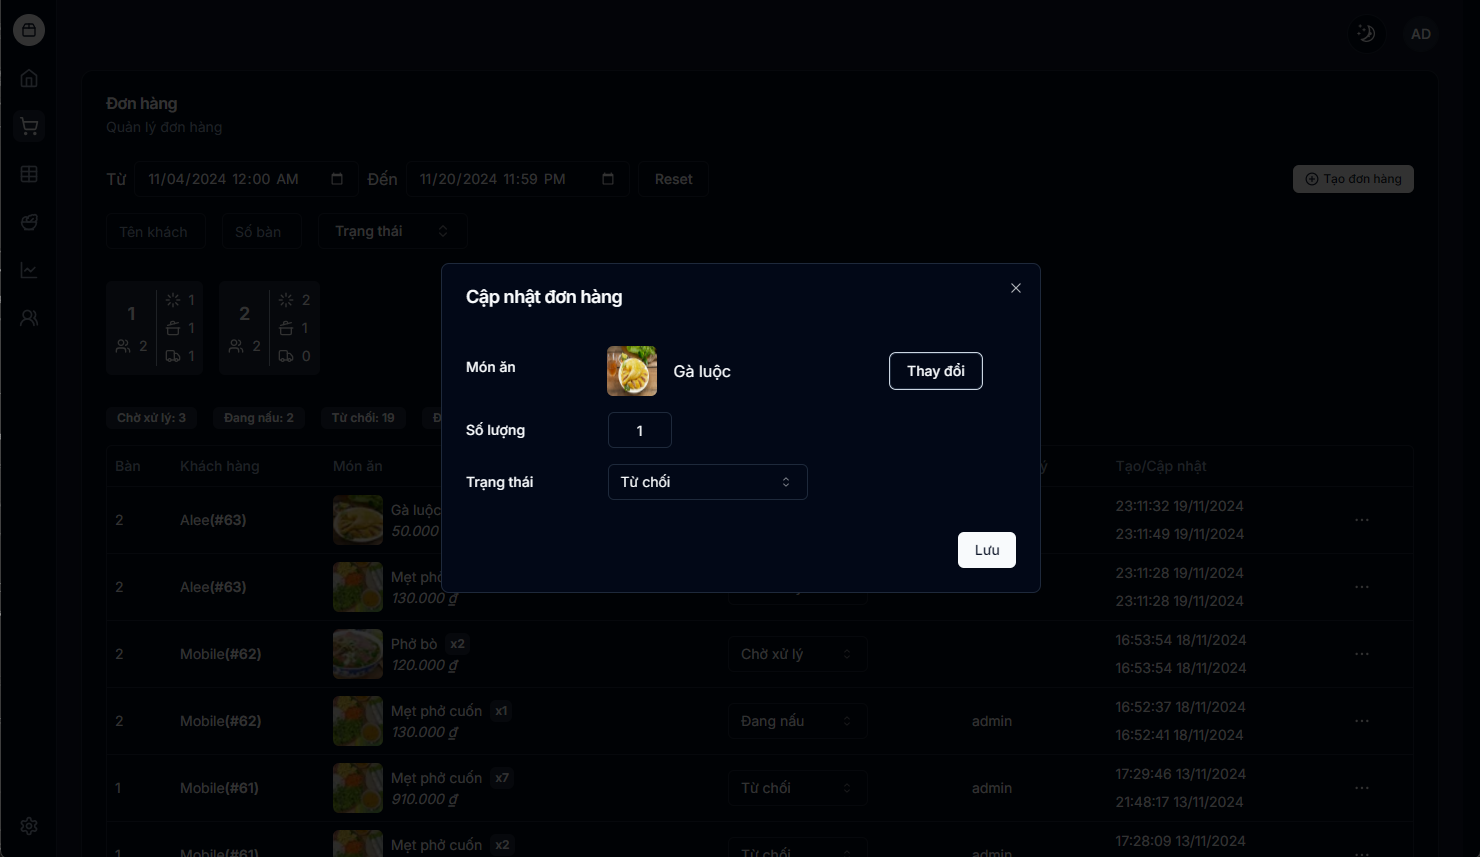 AD
Đơn hàng
Quản lý đơn hàng
Từ 11/04/2024 12:00 AM Đến 11/20/2024 11:59 PM Reset
Tạo đơn hàng
Tên khách Số bàn Trạng thái
1 2 1 1 1
2 2 2 1 0
Cập nhật đơn hàng
Món ăn Gà luộc Thay đổi
Số lượng 1
Trạng thái Từ chối
Lưu
Chờ xử lý: 3 Đang nấu: 2 Từ chối: 19
Bàn Khách hàng Món ăn Tạo/Cập nhật
2 Alee(#63) Gà luộc 23:11:32 19/11/2024
50.000 23:11:49 19/11/2024
2 Alee(#63) Mẹt 23:11:28 19/11/2024
130.000 ₫ 23:11:28 19/11/2024
2 Mobile(#62) Phở bò x2 Chờ xử lý 16:53:54 18/11/2024
120.000 ₫ 16:53:54 18/11/2024
2 Mobile(#62) Mẹt phở cuốn x1 Đang nấu admin 16:52:37 18/11/2024
130.000 ₫ 16:52:41 18/11/2024
1 Mobile(#61) Mẹt phở cuốn x7 Từ chối admin 17:29:46 13/11/2024
910.000 ₫ 21:48:17 13/11/2024
1 Mobile(#61) Mẹt phở cuốn x2 Từ chối admin 17:28:09 13/11/2024